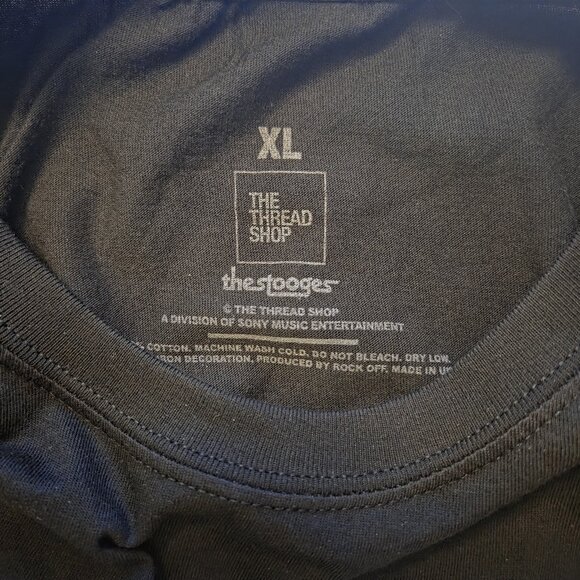 XL
THE
THREAD
SHOP
thestooges
© THE THREAD SHOP
A DIVISION OF SONY MUSIC ENTERTAINMENT
COTTON. MACHINE WASH COLD. DO NOT BLEACH. DRY LOW.
IRON DECORATION. PRODUCED BY ROCK OFF. MADE IN